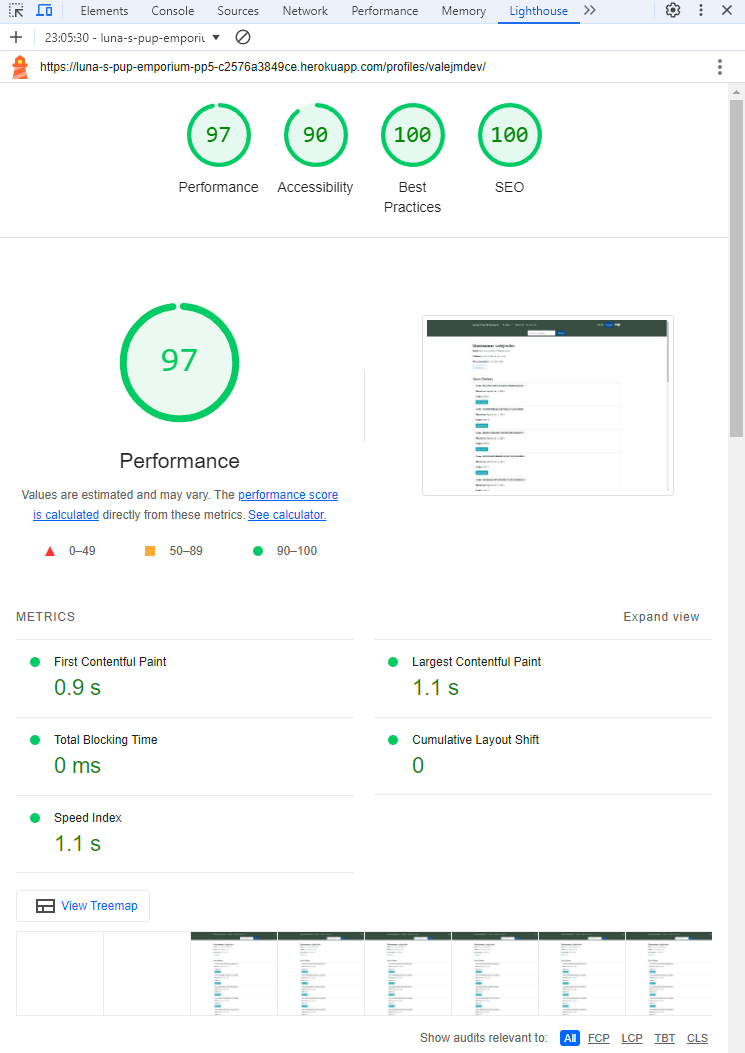 Elements Console Sources Network Performance Memory Lighthouse
23:05:30 - luna-s-pup-emporiu
https://luna-s-pup-emporium-pp5-c2576a3849ce.herokuapp.com/profiles/valejmdev/
97 90 100 100
Performance Accessibility Best Practices SEO
97
Performance
Values are estimated and may vary. The performance score
is calculated directly from these metrics. See calculator.
0–49 50–89 90–100
METRICS Expand view
First Contentful Paint Largest Contentful Paint
0.9 s 1.1 s
Total Blocking Time Cumulative Layout Shift
0 ms 0
Speed Index
1.1 s
View Treemap
Show audits relevant to: All FCP LCP TBT CLS